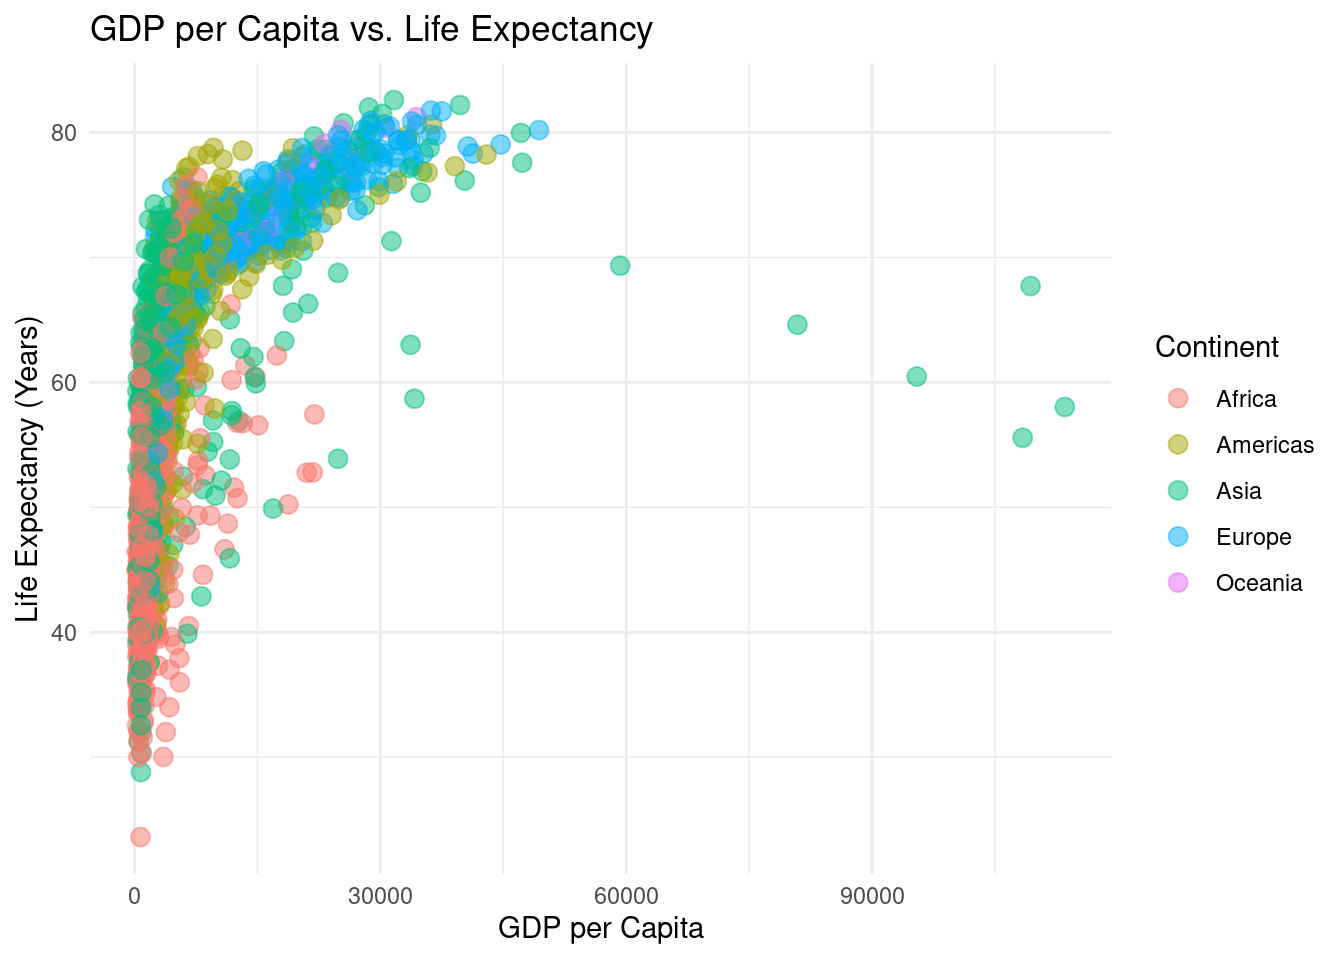 GDP per Capita vs. Life Expectancy
Life Expectancy (Years)
80
60
40
0
30000
60000
90000
GDP per Capita
Continent
Africa
Americas
Asia
Europe
Oceania